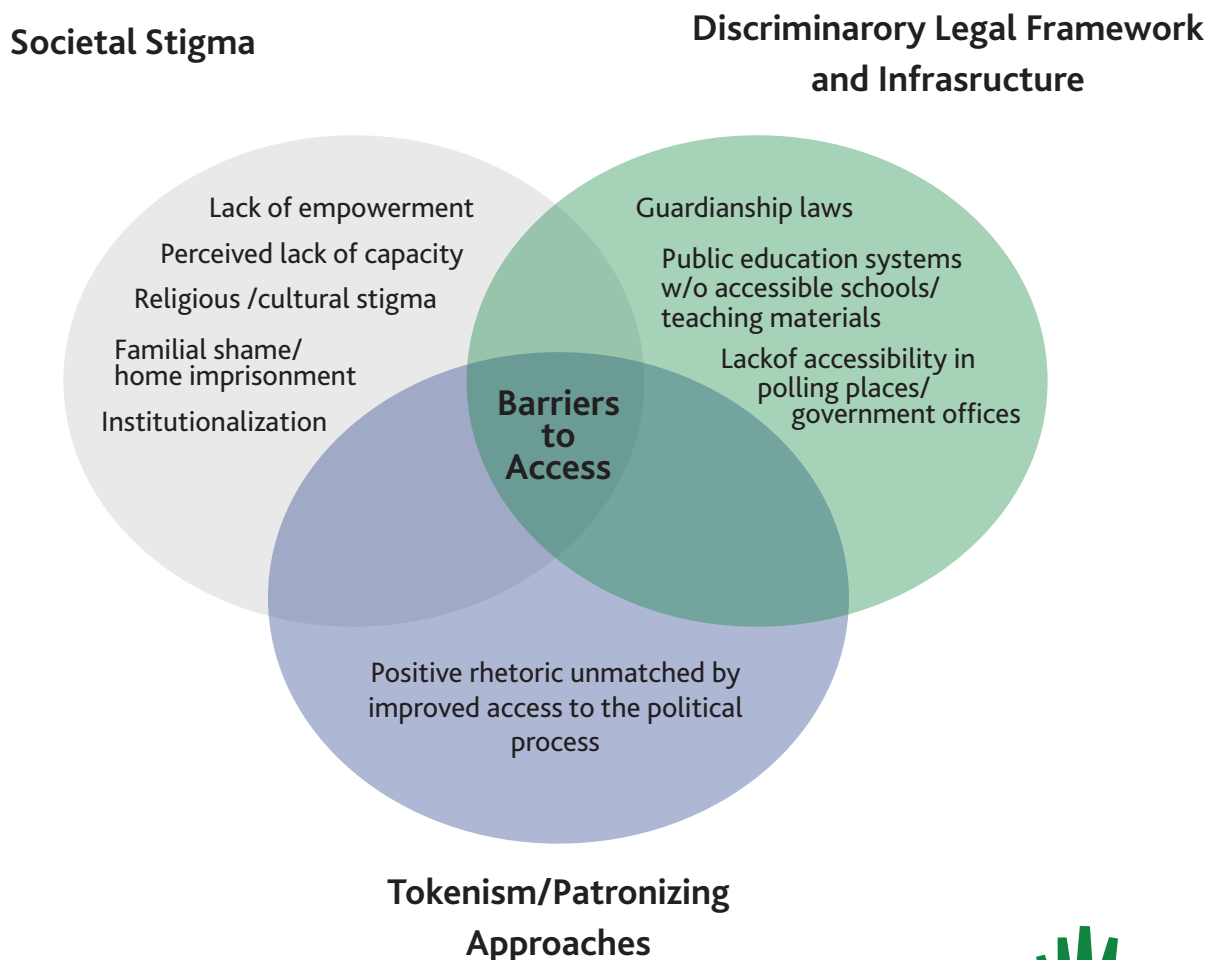 Societal Stigma
Discriminarory Legal Framework
and Infrasructure
Lack of empowerment
Perceived lack of capacity
Religious /cultural stigma
Familial shame/
home imprisonment
Institutionalization
Guardianship laws
Public education systems
w/o accessible schools/
teaching materials
Lackof accessibility in
polling places/
government offices
Barriers
to
Access
Positive rhetoric unmatched by
improved access to the political
process
Tokenism/Patronizing
Approaches